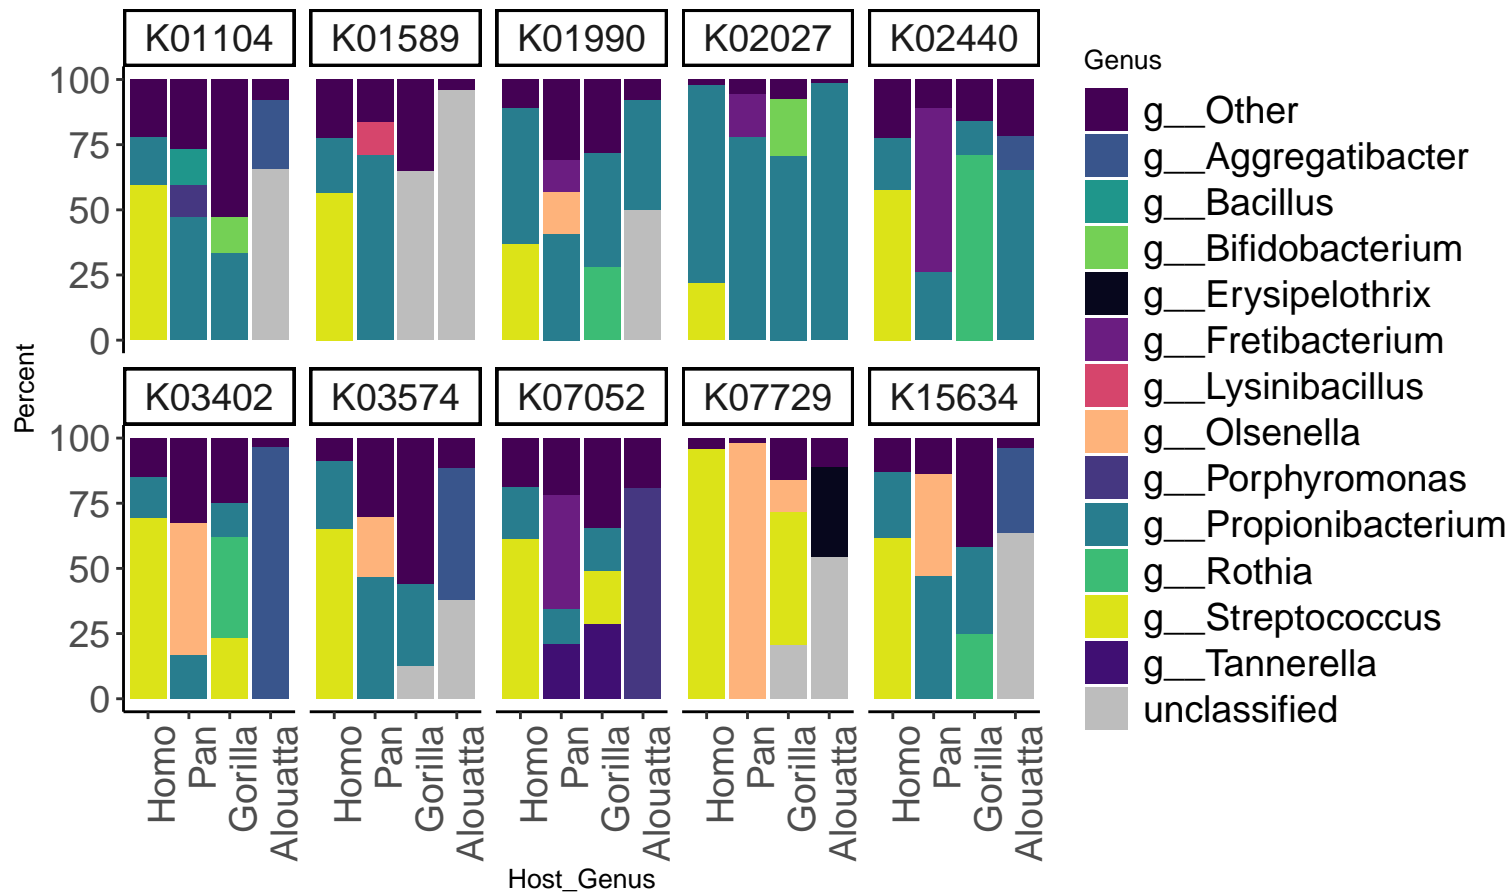 K01104 K01589 K01990 K02027 K02440
100
75
50
25
0
K03402 K03574 K07052 K07729 K15634
100
75
50
25
0
Percent
Homo Pan Gorilla Alouatta Homo Pan Gorilla Alouatta Homo Pan Gorilla Alouatta Homo Pan Gorilla Alouatta Homo Pan Gorilla Alouatta
Host_Genus
Genus
g__Other
g__Aggregatibacter
g__Bacillus
g__Bifidobacterium
g__Erysipelothrix
g__Fretibacterium
g__Lysinibacillus
g__Olsenella
g__Porphyromonas
g__Propionibacterium
g__Rothia
g__Streptococcus
g__Tannerella
unclassified